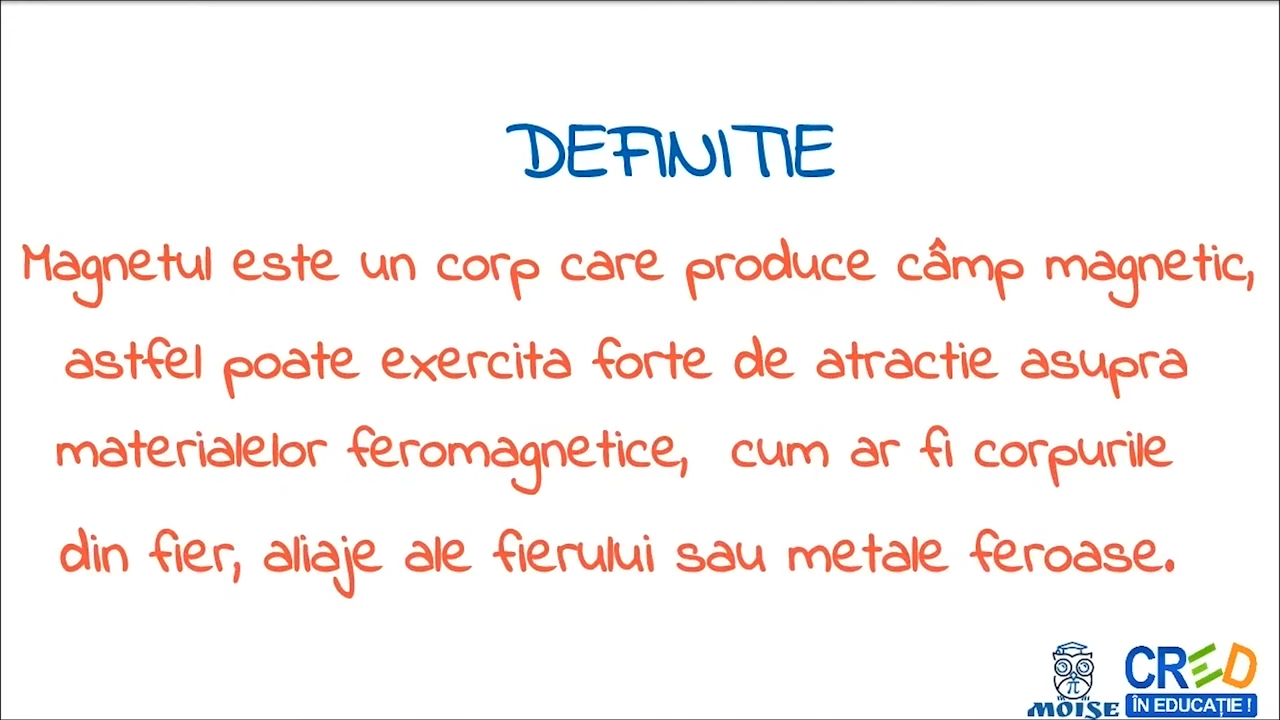 DEFINITIE
Magnetul este un corp care produce câmp magnetic,
astfel poate exercita forte de atractie asupra
materialelor feromagnetice, cum ar fi corpurile
din fier, aliaje ale fierului sau metale feroase.
π
MOISE
CRED
ÎN EDUCAȚIE !